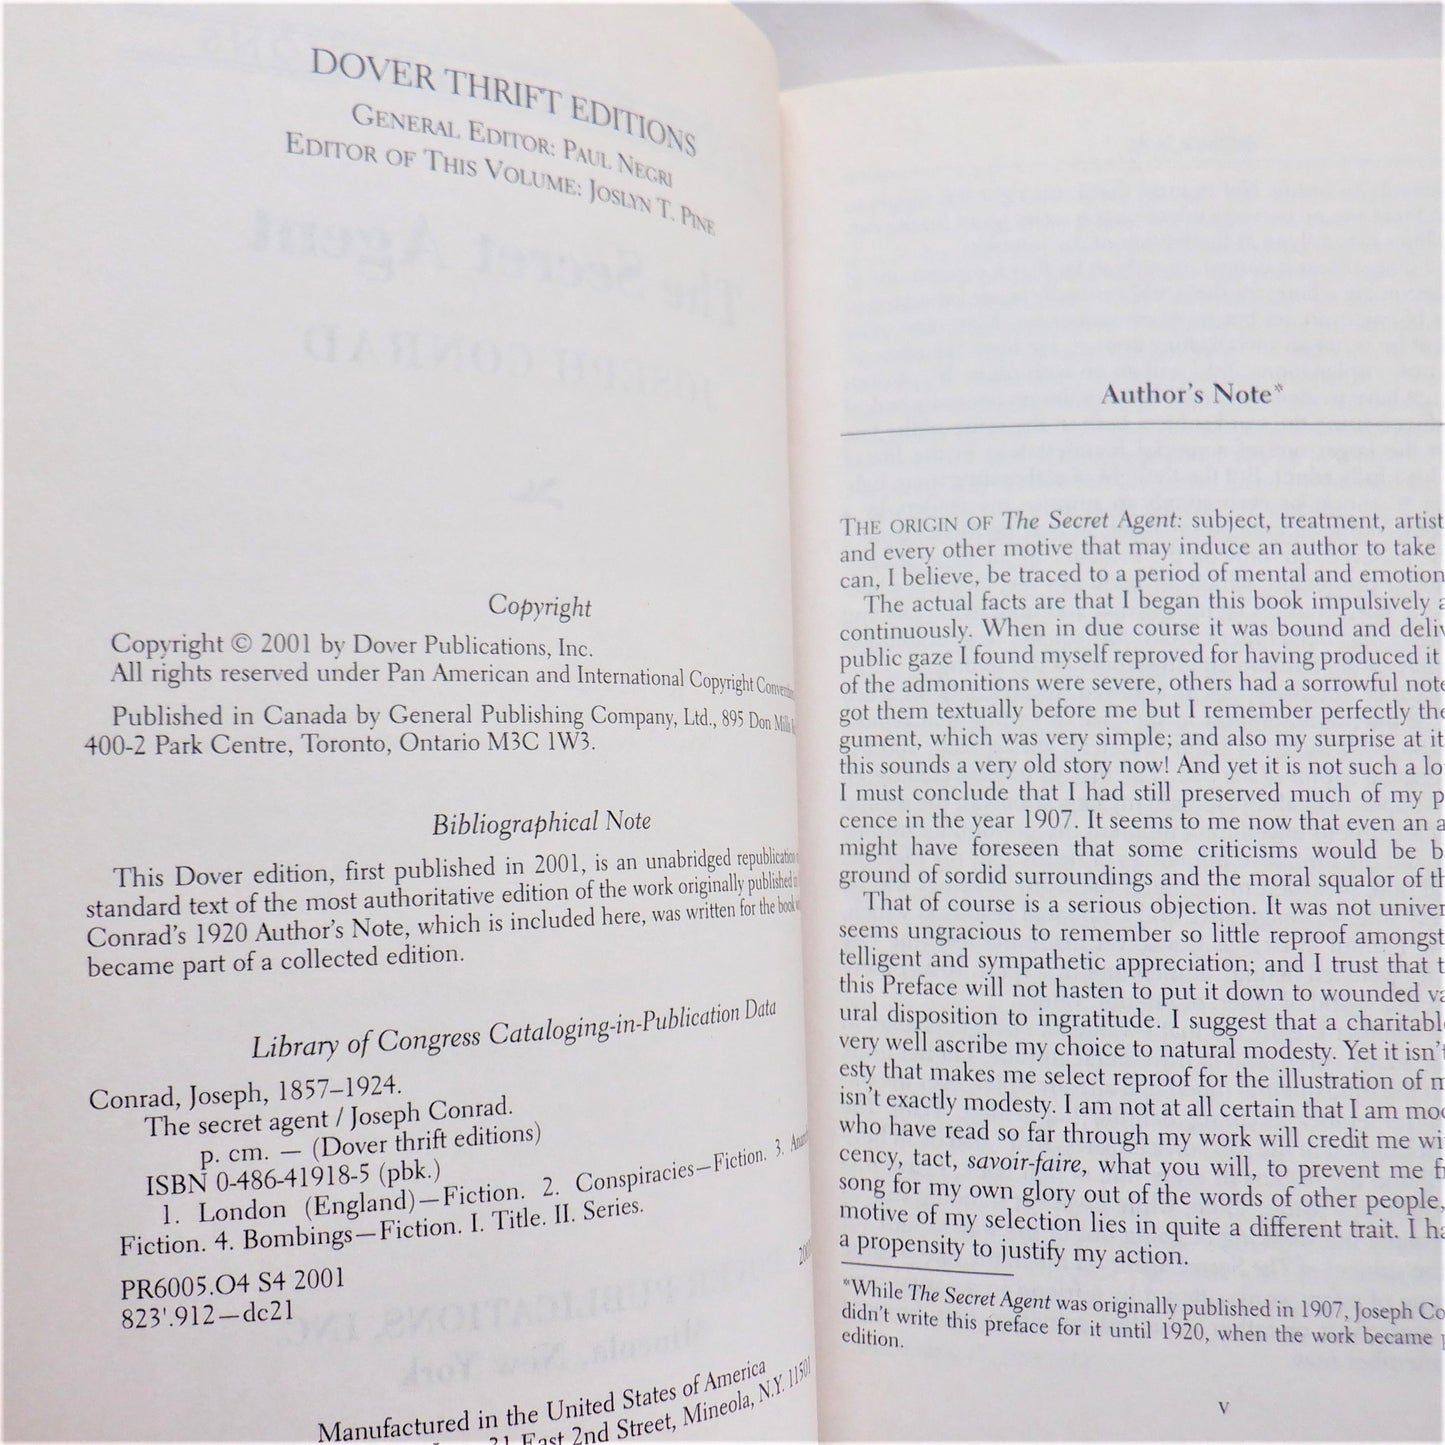 DOVER THRIFT EDITIONS
GENERAL EDITOR: PAUL NEGRI
EDITOR OF THIS VOLUME: JOSLYN T. PINE
Copyright
Copyright © 2001 by Dover Publications, Inc.
All rights reserved under Pan American and International Copyright
Published in Canada by General Publishing Company, Ltd., 895 Don Mills
400-2 Park Centre, Toronto, Ontario M3C 1W3.
Bibliographical Note
This Dover edition, first published in 2001, is an unabridged republication
standard text of the most authoritative edition of the work originally published in
Conrad's 1920 Author's Note, which is included here, was written for the book
became part of a collected edition.
Library of Congress Cataloging-in-Publication Data
Conrad, Joseph, 1857–1924.
The secret agent / Joseph Conrad.
p. cm. — (Dover thrift editions)
ISBN 0-486-41918-5 (pbk.)
1. London (England)—Fiction. 2. Conspiracies—Fiction. 3.
Fiction. 4. Bombings—Fiction. I. Title. II. Series.
PR6005.O4 S4 2001
823'.912—dc21
Manufactured in the United States of America
31 East 2nd Street, Mineola, N.Y. 11501
Author's Note*
THE ORIGIN OF The Secret Agent: subject, treatment, artist
and every other motive that may induce an author to take
can, I believe, be traced to a period of mental and emotion
The actual facts are that I began this book impulsively a
continuously. When in due course it was bound and deliv
public gaze I found myself reproved for having produced it
of the admonitions were severe, others had a sorrowful note
got them textually before me but I remember perfectly the
gument, which was very simple; and also my surprise at it
this sounds a very old story now! And yet it is not such a lo
I must conclude that I had still preserved much of my p
cence in the year 1907. It seems to me now that even an a
might have foreseen that some criticisms would be b
ground of sordid surroundings and the moral squalor of th
That of course is a serious objection. It was not univer
seems ungracious to remember so little reproof amongst
telligent and sympathetic appreciation; and I trust that t
this Preface will not hasten to put it down to wounded va
ural disposition to ingratitude. I suggest that a charitabl
very well ascribe my choice to natural modesty. Yet it isn't
esty that makes me select reproof for the illustration of m
isn't exactly modesty. I am not at all certain that I am mod
who have read so far through my work will credit me wi
cency, tact, savoir-faire, what you will, to prevent me f
song for my own glory out of the words of other people,
motive of my selection lies in quite a different trait. I ha
a propensity to justify my action.
*While The Secret Agent was originally published in 1907, Joseph Co
didn't write this preface for it until 1920, when the work became
edition.
v